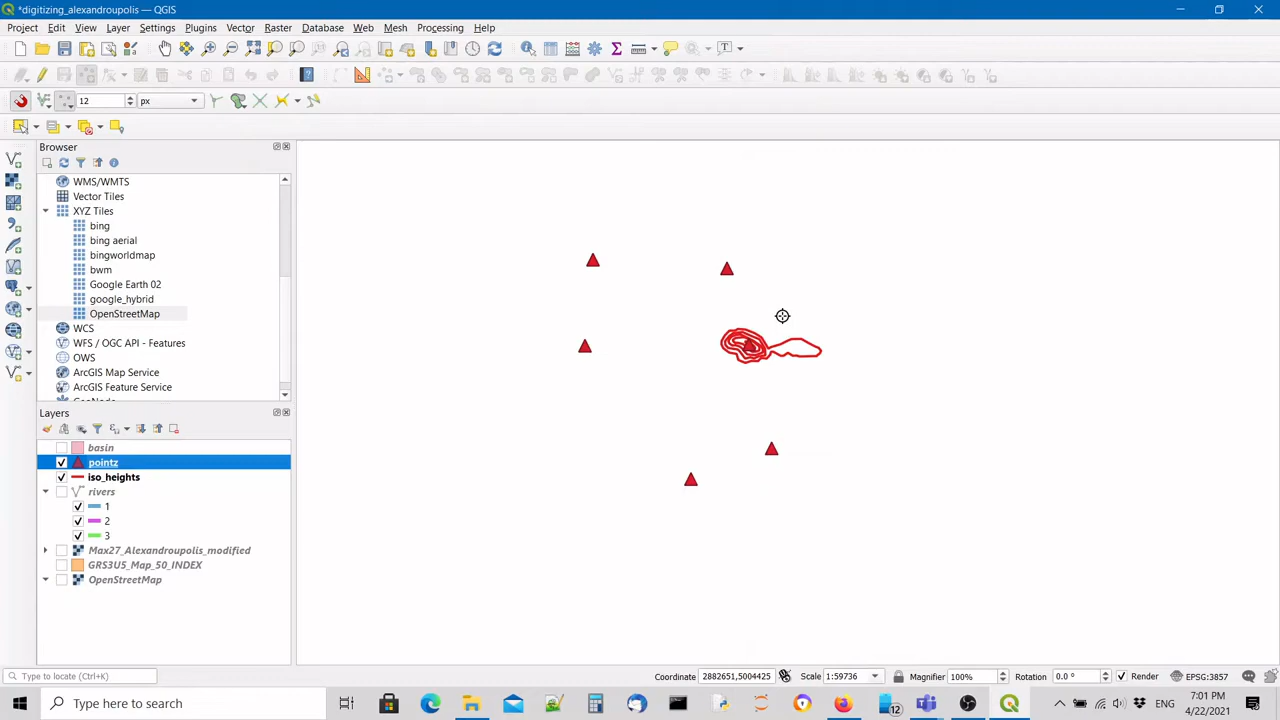 *digitizing_alexandroupolis — QGIS
Project Edit View Layer Settings Plugins Vector Raster Database Web Mesh Processing Help
12 px
Browser
WMS/WMTS
Vector Tiles
XYZ Tiles
bing
bing aerial
bingworldmap
bwm
Google Earth 02
google_hybrid
OpenStreetMap
WCS
WFS / OGC API - Features
OWS
ArcGIS Map Service
ArcGIS Feature Service
Layers
basin
pointz
iso_heights
rivers
1
2
3
Max27_Alexandroupolis_modified
GRS3U5_Map_50_INDEX
OpenStreetMap
Type to locate (Ctrl+K) Coordinate 2882651,5004425 Scale 1:59736 Magnifier 100% Rotation 0.0 ° Render EPSG:3857
Type here to search 12 ENG 7:01 PM
4/22/2021